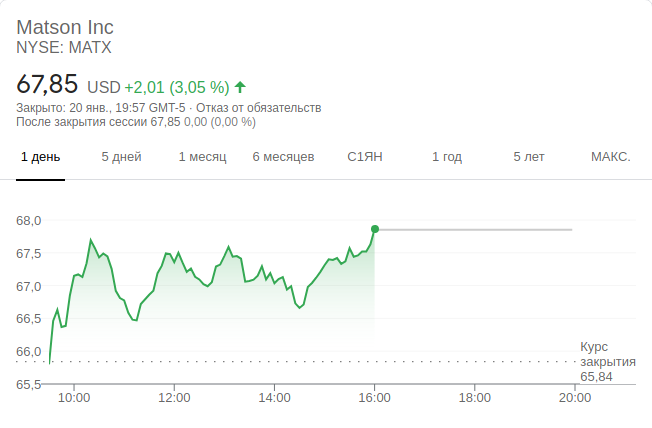 Matson Inc
NYSE: MATX
67,85 USD +2,01 (3,05 %)
Закрыто: 20 янв., 19:57 GMT-5 · Отказ от обязательств
После закрытия сессии 67,85 0,00 (0,00 %)
1 день 5 дней 1 месяц 6 месяцев С1ЯН 1 год 5 лет МАКС.
68,0
67,5
67,0
66,5
66,0
65,5
Курс
закрытия
65,84
10:00 12:00 14:00 16:00 18:00 20:00